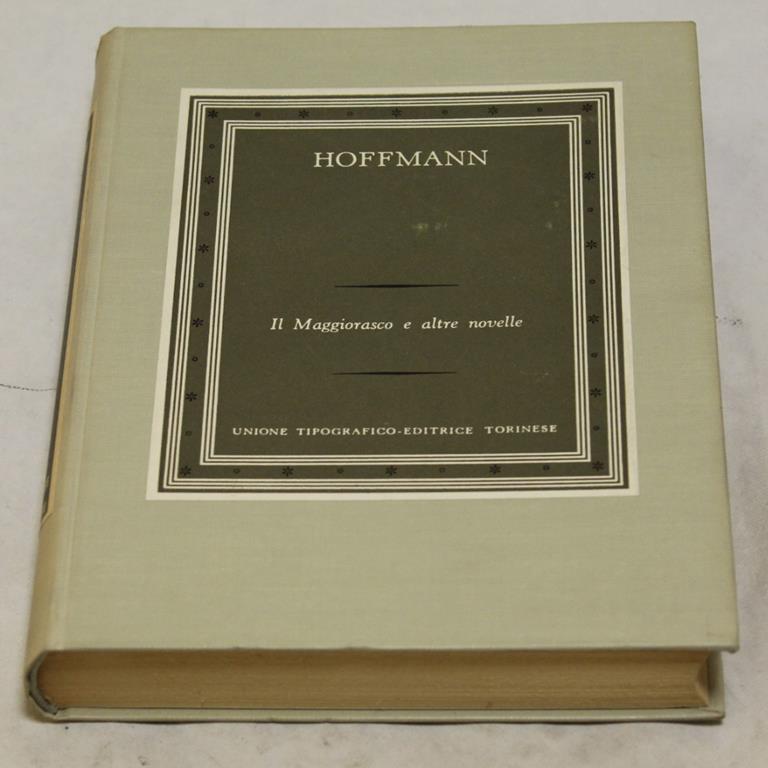 HOFFMANN
Il Maggiorasco e altre novelle
UNIONE TIPOGRAFICO-EDITRICE TORINESE